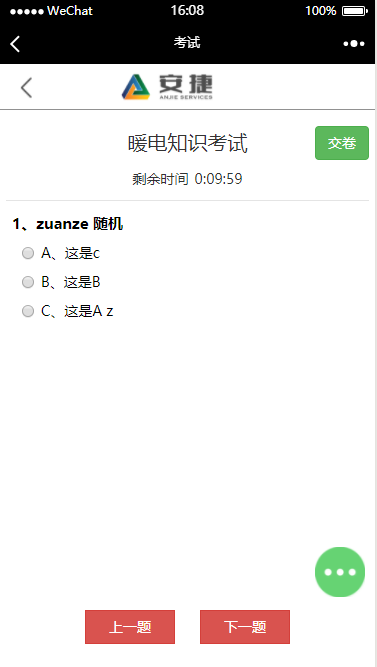 WeChat 16:08 100%
考试
安捷
ANJIE SERVICES
暖电知识考试 交卷
剩余时间 0:09:59
1、zuanze 随机
A、这是c
B、这是B
C、这是A z
上一题 下一题